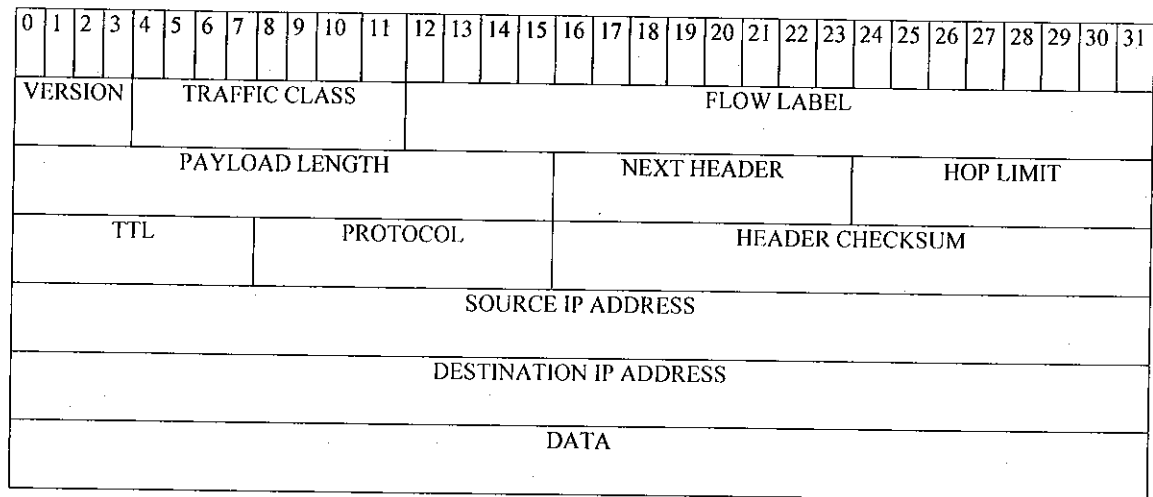 0 1 2 3 4 5 6 7 8 9 10 11 12 13 14 15 16 17 18 19 20 21 22 23 24 25 26 27 28 29 30 31
VERSION TRAFFIC CLASS FLOW LABEL
PAYLOAD LENGTH NEXT HEADER HOP LIMIT
TTL PROTOCOL HEADER CHECKSUM
SOURCE IP ADDRESS
DESTINATION IP ADDRESS
DATA